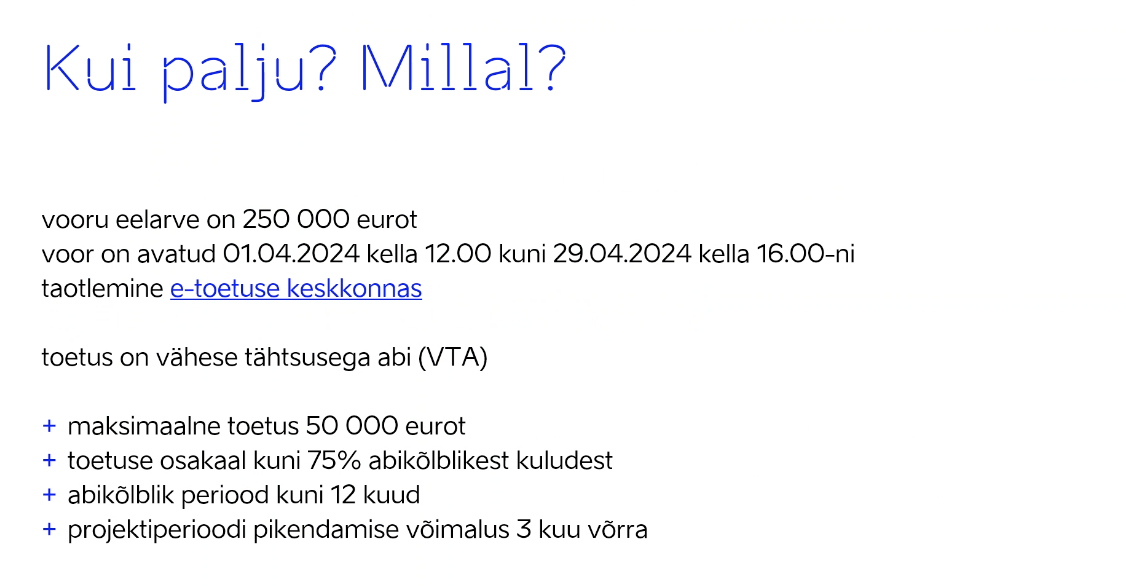 Kui palju? Millal?
vooru eelarve on 250 000 eurot
voor on avatud 01.04.2024 kella 12.00 kuni 29.04.2024 kella 16.00-ni
taotlemine e-toetuse keskkonnas
toetus on vähese tähtsusega abi (VTA)
+ maksimaalne toetus 50 000 eurot
+ toetuse osakaal kuni 75% abikõlblikest kuludest
+ abikõlblik periood kuni 12 kuud
+ projektiperioodi pikendamise võimalus 3 kuu võrra